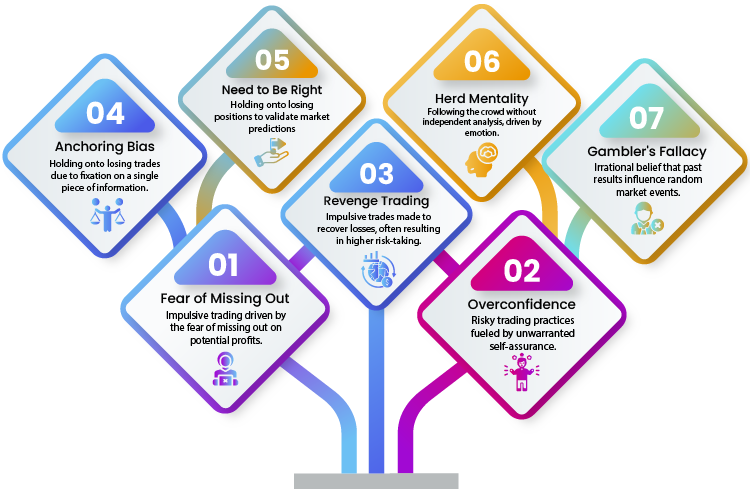 01
Fear of Missing Out
Impulsive trading driven by
the fear of missing out on
potential profits.
02
Overconfidence
Risky trading practices
fueled by unwarranted
self-assurance.
03
Revenge Trading
Impulsive trades made to
recover losses, often resulting
in higher risk-taking.
04
Anchoring Bias
Holding onto losing trades
due to fixation on a single
piece of information.
05
Need to Be Right
Holding onto losing
positions to validate market
predictions
06
Herd Mentality
Following the crowd without
independent analysis, driven by
emotion.
07
Gambler's Fallacy
Irrational belief that past
results influence random
market events.